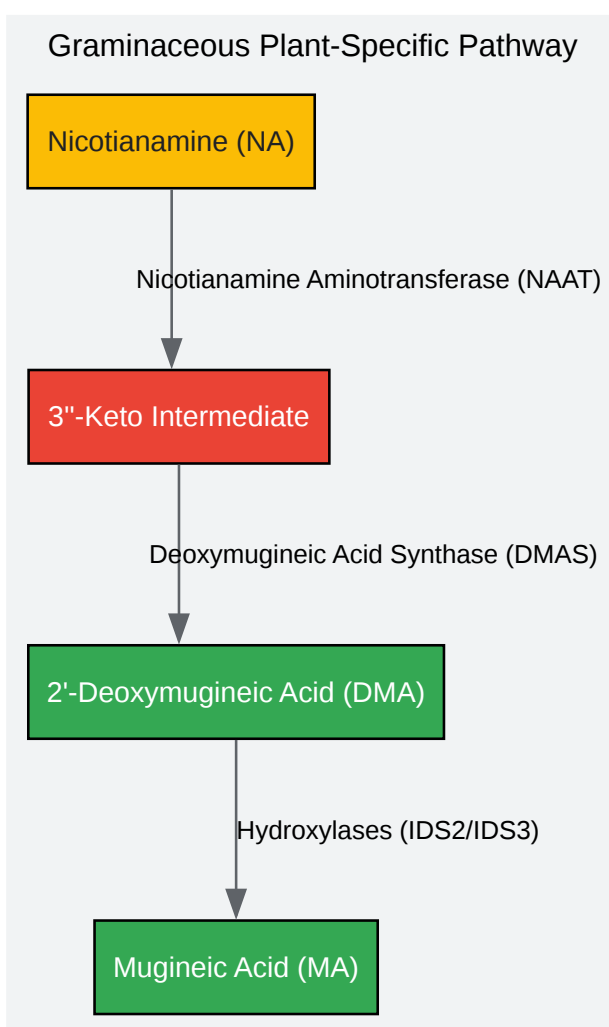 Graminaceous Plant-Specific Pathway
Nicotianamine (NA)
Nicotianamine Aminotransferase (NAAT)
3"-Keto Intermediate
Deoxymugineic Acid Synthase (DMAS)
2'-Deoxymugineic Acid (DMA)
Hydroxylases (IDS2/IDS3)
Mugineic Acid (MA)